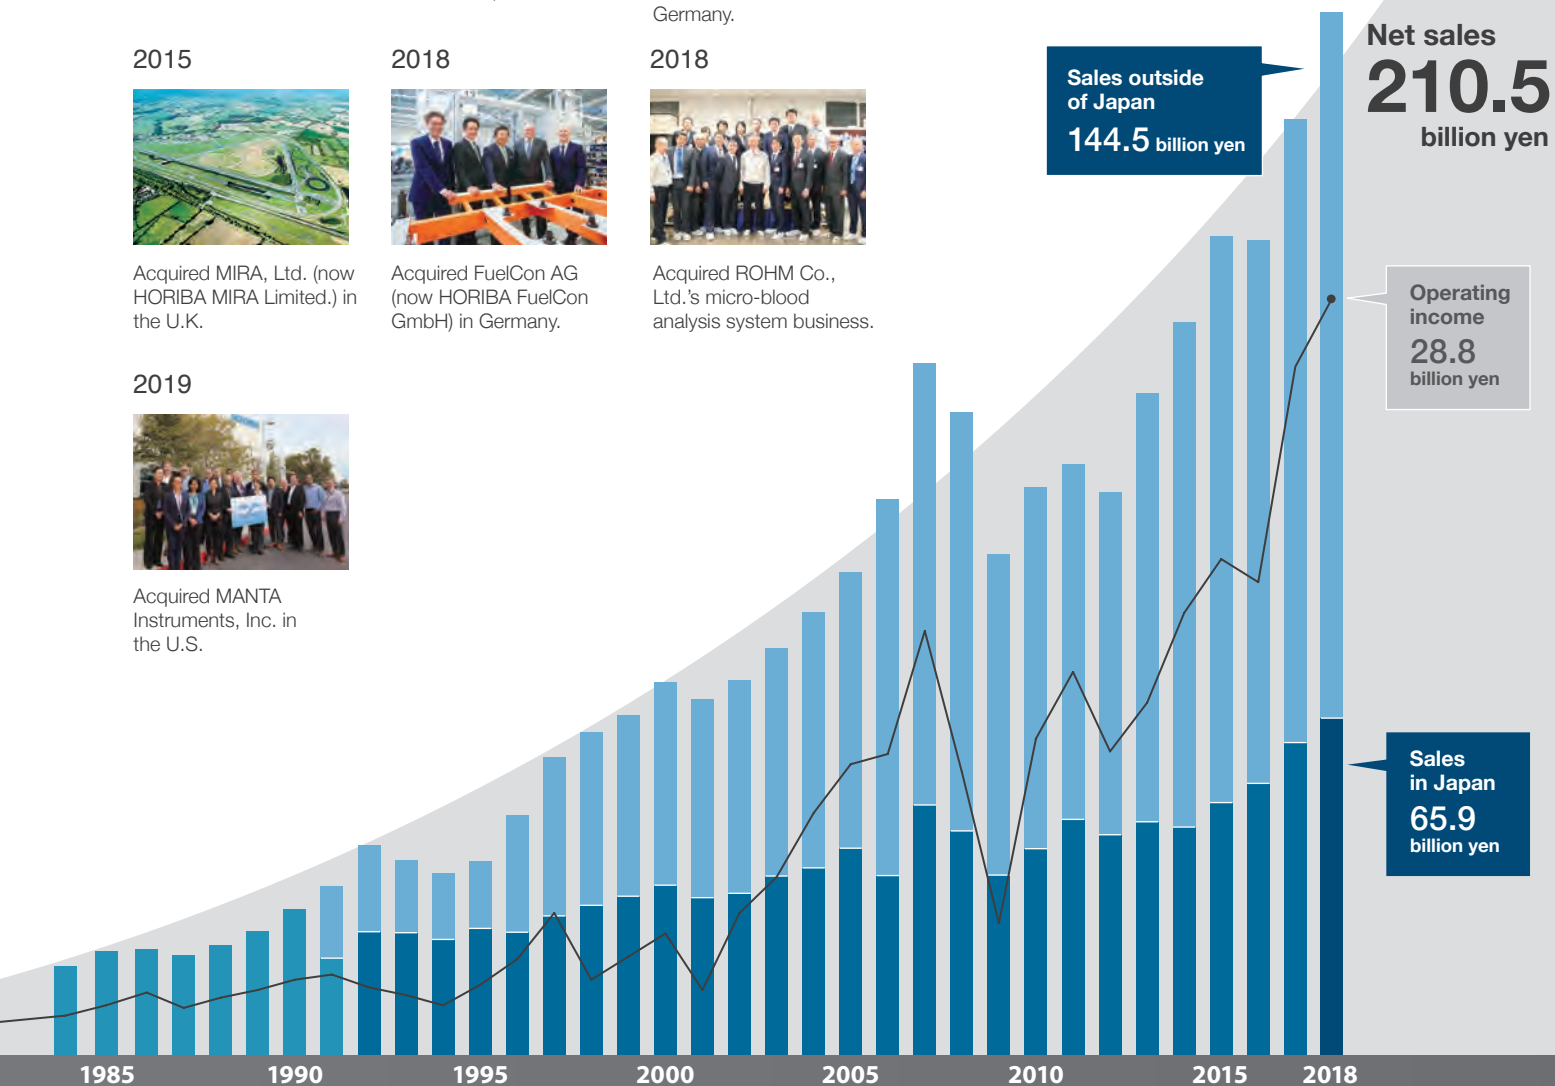 Germany.
2015
2018
2018
Acquired MIRA, Ltd. (now
HORIBA MIRA Limited.) in
the U.K.
Acquired FuelCon AG
(now HORIBA FuelCon
GmbH) in Germany.
Acquired ROHM Co.,
Ltd.’s micro-blood
analysis system business.
2019
Acquired MANTA
Instruments, Inc. in
the U.S.
Sales outside
of Japan
144.5 billion yen
Net sales
210.5
billion yen
Operating
income
28.8
billion yen
Sales
in Japan
65.9
billion yen
1985 1990 1995 2000 2005 2010 2015 2018